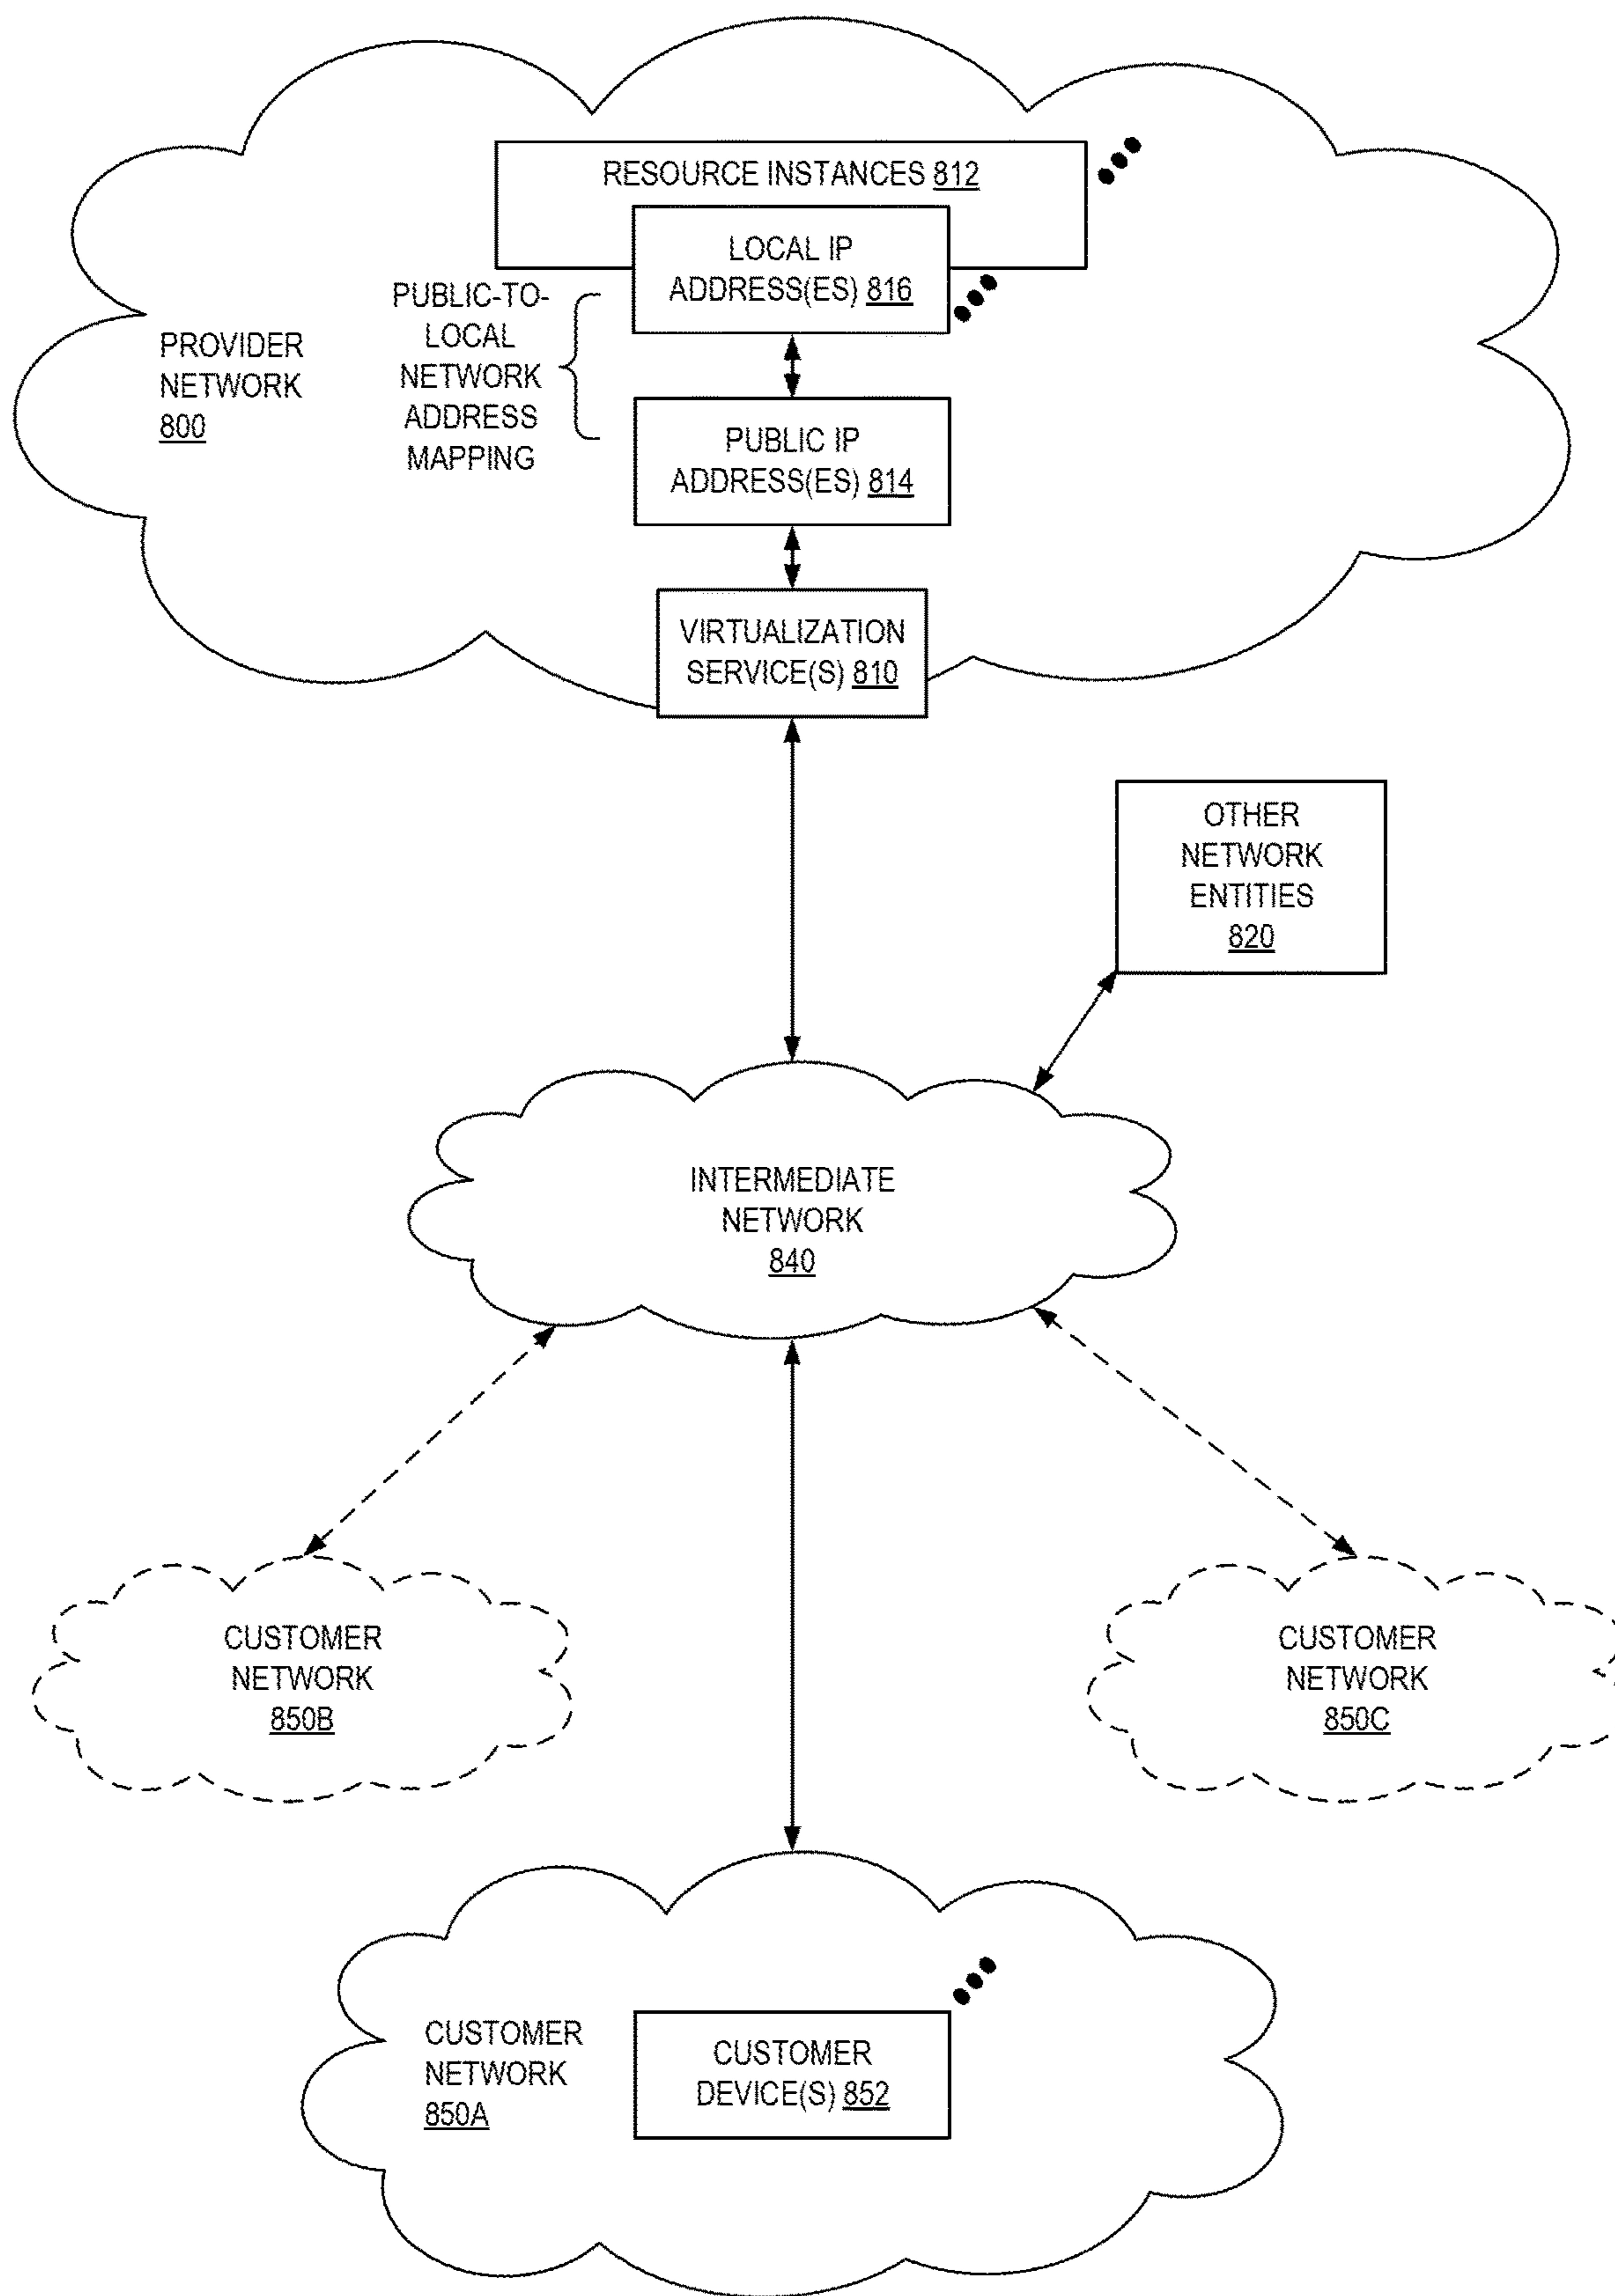 RESOURCE INSTANCES 812
LOCAL IP
ADDRESS(ES) 816
PUBLIC-TO-
LOCAL
NETWORK
ADDRESS
MAPPING
PROVIDER
NETWORK
800
PUBLIC IP
ADDRESS(ES) 814
VIRTUALIZATION
SERVICE(S) 810
OTHER
NETWORK
ENTITIES
820
INTERMEDIATE
NETWORK
840
CUSTOMER
NETWORK
850B
CUSTOMER
NETWORK
850C
CUSTOMER
NETWORK
850A
CUSTOMER
DEVICE(S) 852